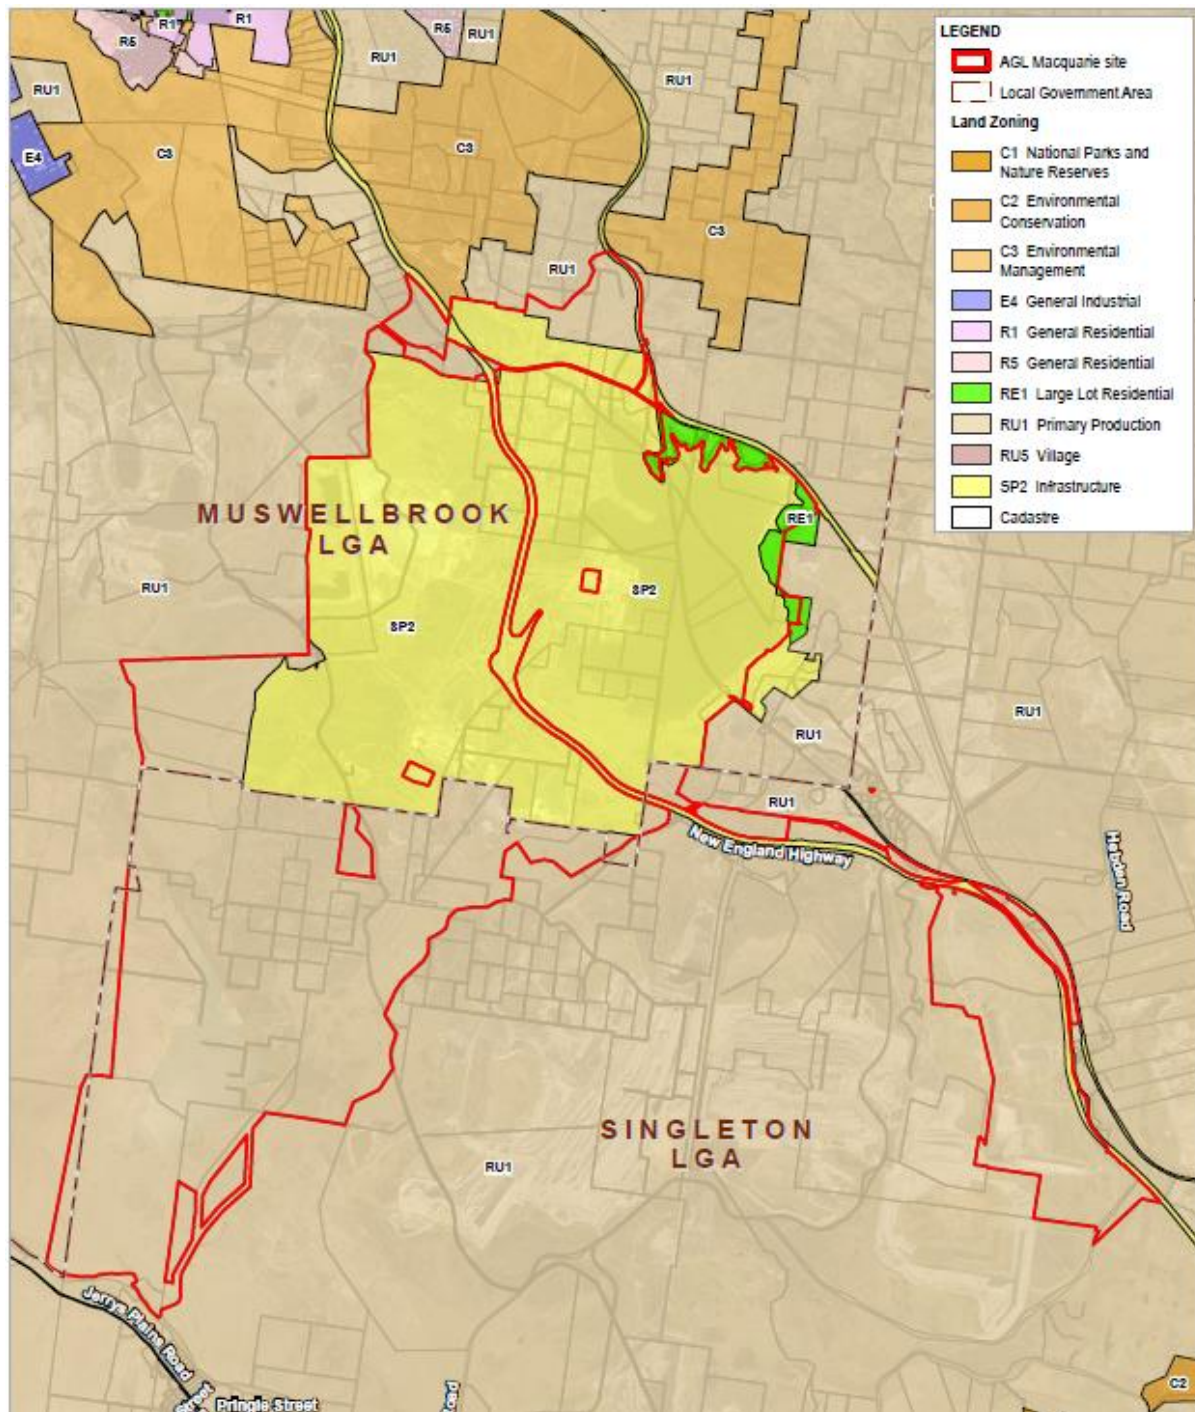 R1
R1
R5
R5
RU1
RU1
RU1
RU1
E4
C3
C3
C3
RU1
LEGEND
AGL Macquarie site
Local Government Area
Land Zoning
C1 National Parks and
Nature Reserves
C2 Environmental
Conservation
C3 Environmental
Management
E4 General Industrial
R1 General Residential
R5 General Residential
RE1 Large Lot Residential
RU1 Primary Production
RU5 Village
SP2 Infrastructure
Cadastre
MUSWELLBROOK
LGA
RE1
RU1
SP2
SP2
RU1
RU1
RU1
New England Highway
Hebden Road
SINGLETON
LGA
RU1
Jerrys Plains Road
Pringle Street
C2